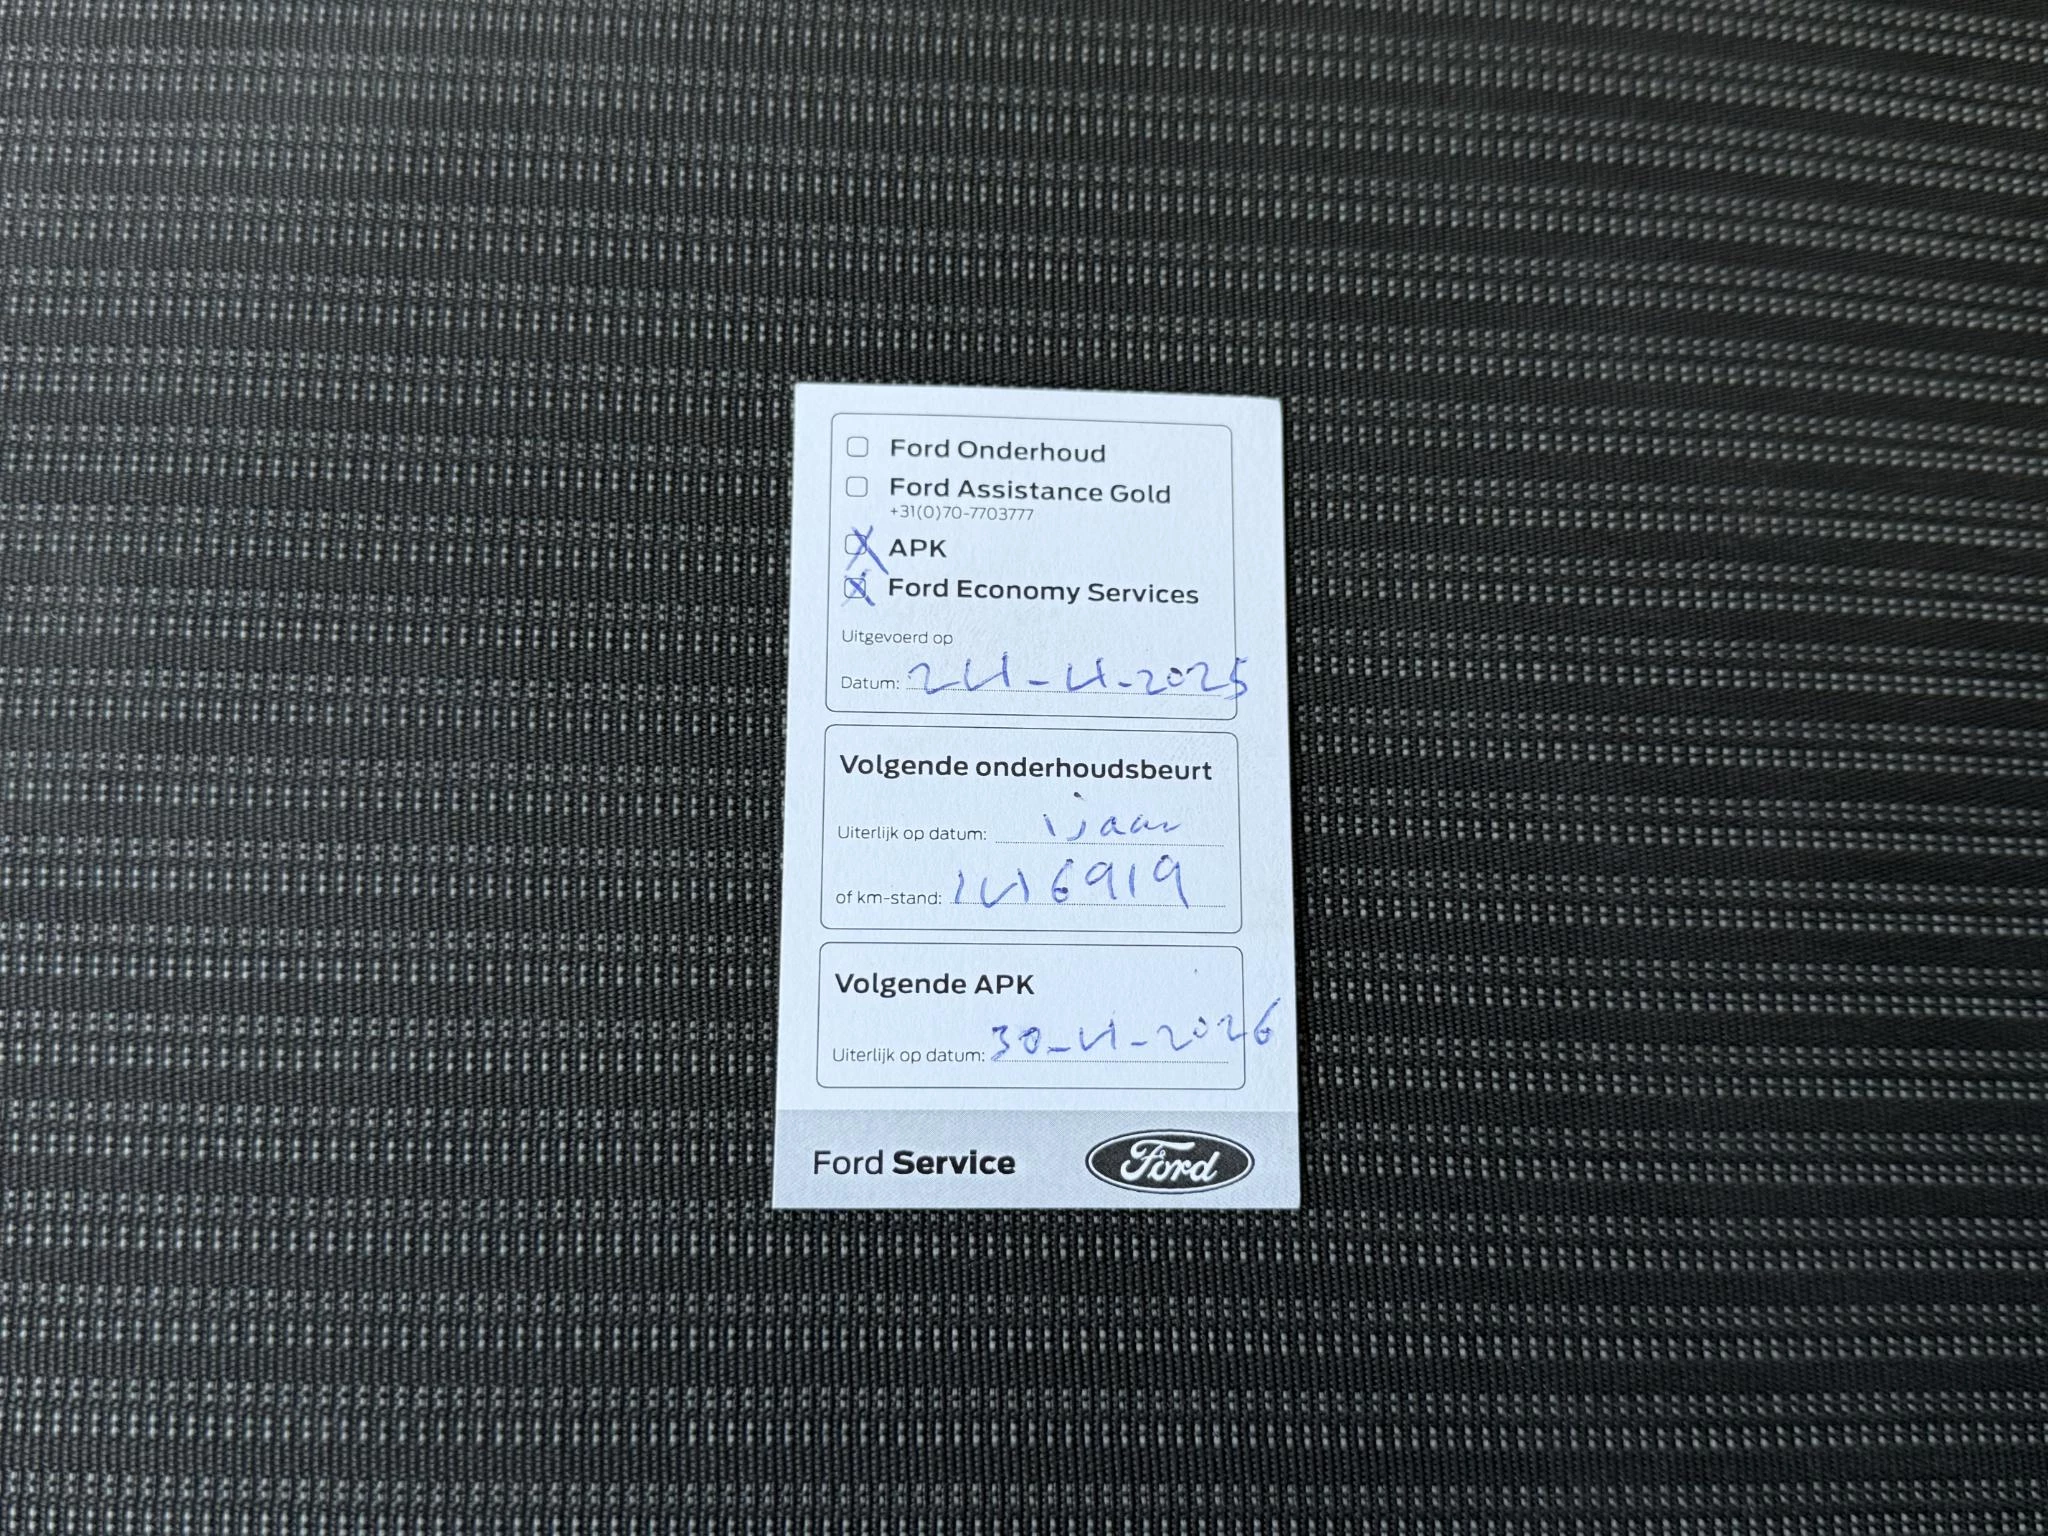 Ford Onderhoud
Ford Assistance Gold
+31(0)70-7703777
APK
Ford Economy Services
Uitgevoerd op
Datum: 24-4-2025
Volgende onderhoudsbeurt
Uiterlijk op datum: 1 jaar
of km-stand: 146919
Volgende APK
Uiterlijk op datum: 30-4-2026
Ford Service
Ford